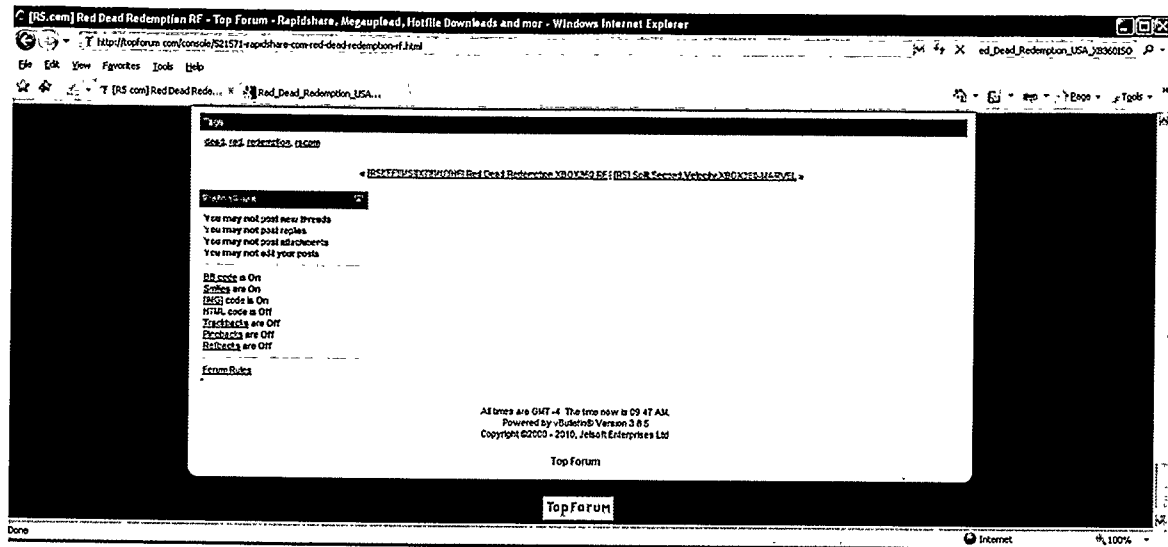 [RS.com] Red Dead Redemption RF - Top Forum - Rapidshare, Megaupload, Hotfile Downloads and mor - Windows Internet Explorer
http://topforum com/console/521571-rapidshare-com-red-dead-redemption-rf.html
ed_Dead_Redemption_USA_XB360ISO
File Edit View Favorites Tools Help
[RS com] Red Dead Rede... Red_Dead_Redemption_USA...
Page Tools
Tags
dead, red, redemption, rscom
« Red Dead Redemption XBOX360 RF | [RS] Split Second Velocity XBOX360-MARVEL »
You may not post new threads
You may not post replies
You may not post attachments
You may not edit your posts
BB code is On
Smilies are On
[IMG] code is On
HTML code is Off
Trackbacks are Off
Pingbacks are Off
Refbacks are Off
Forum Rules
All times are GMT -4 The time now is 09 47 AM.
Powered by vBulletin® Version 3 8 5
Copyright ©2000 - 2010, Jelsoft Enterprises Ltd
Top Forum
TopForum
Done
Internet
100%